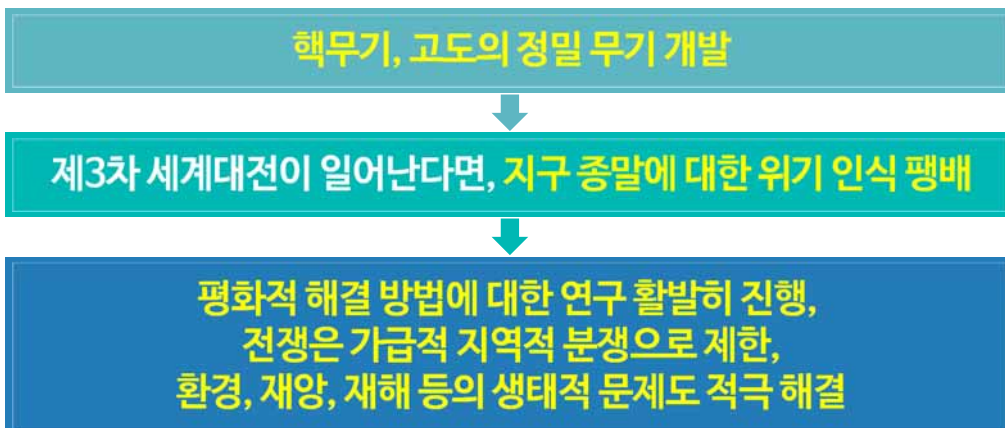 핵무기, 고도의 정밀 무기 개발
제3차 세계대전이 일어난다면, 지구 종말에 대한 위기 인식 팽배
평화적 해결 방법에 대한 연구 활발히 진행,
전쟁은 가급적 지역적 분쟁으로 제한,
환경, 재앙, 재해 등의 생태적 문제도 적극 해결